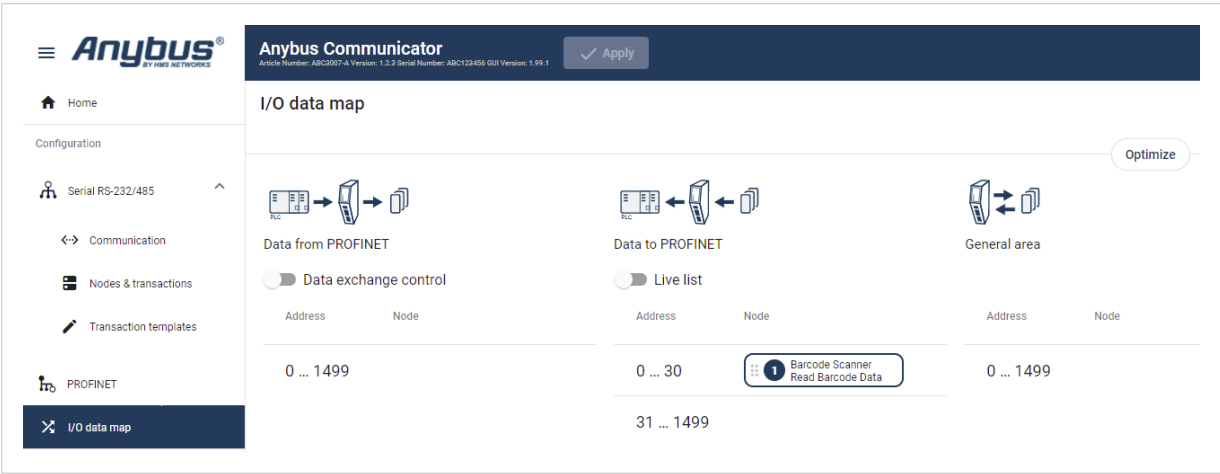 Anybus®
BY HMS NETWORKS
Anybus Communicator
Article Number: ABC3007-A Version: 1.2.3 Serial Number: ABC123456 GUI Version: 1.99.1
Apply
Home
Configuration
Serial RS-232/485
Communication
Nodes & transactions
Transaction templates
PROFINET
I/O data map
I/O data map
Optimize
PLC
Data from PROFINET
Data exchange control
Address Node
0 ... 1499
PLC
Data to PROFINET
Live list
Address Node
0 ... 30
1
Barcode Scanner
Read Barcode Data
31 ... 1499
General area
Address Node
0 ... 1499